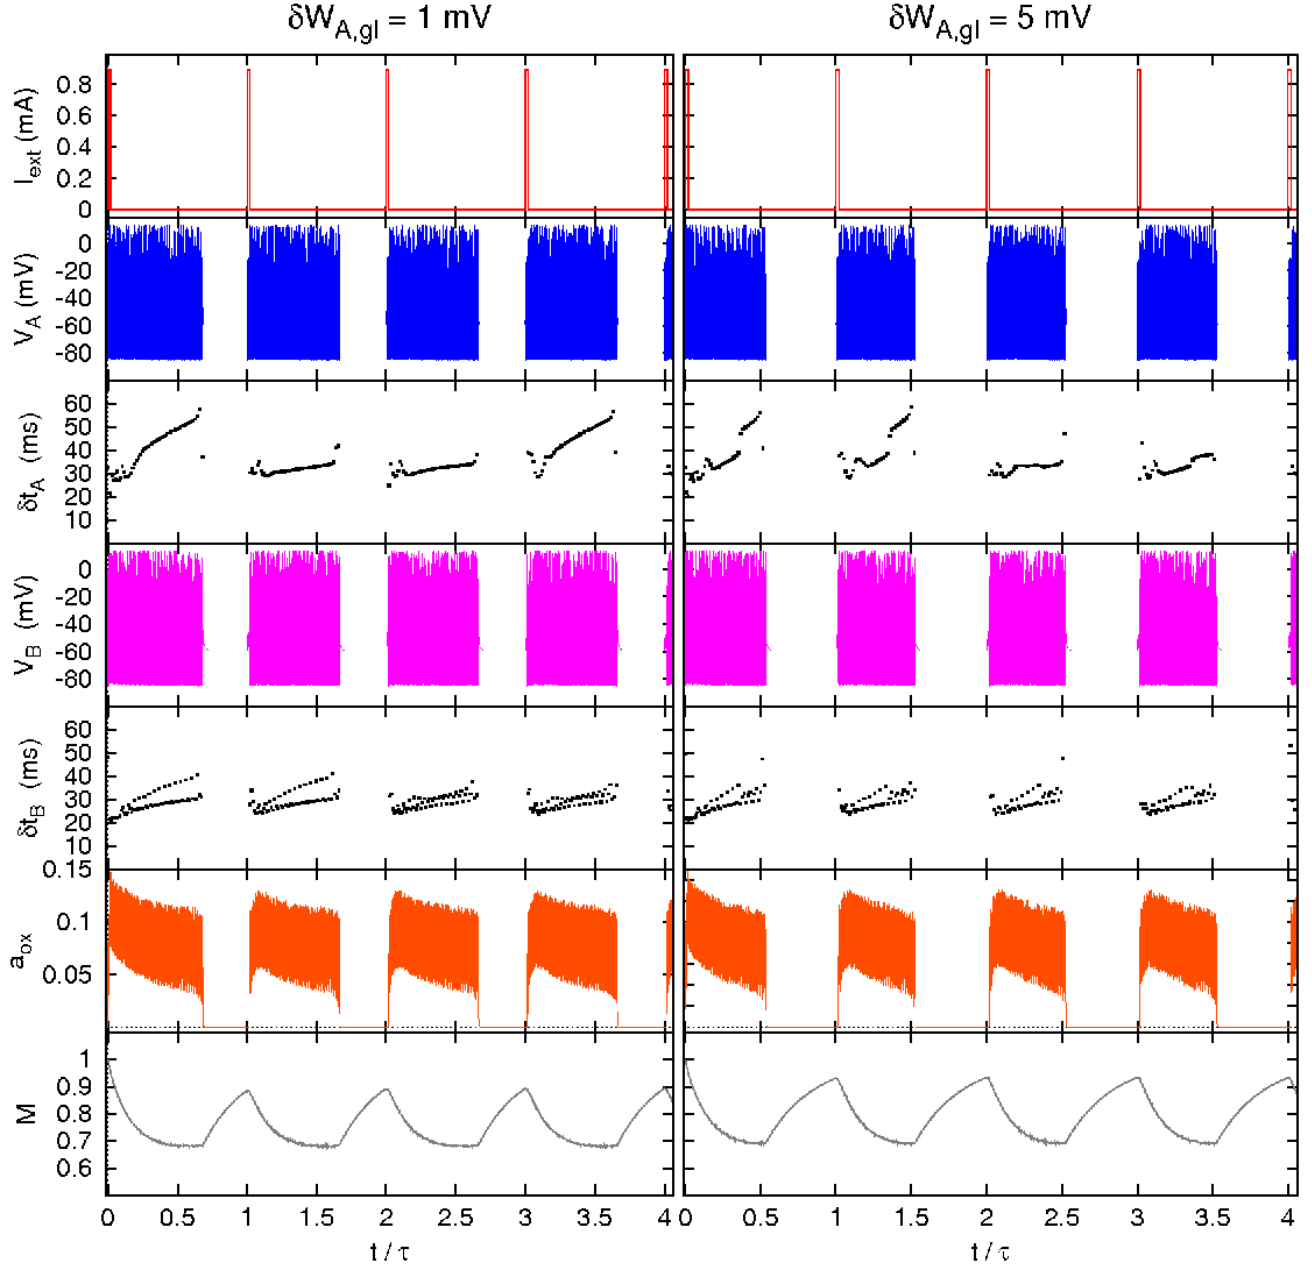 δW_A,gl = 1 mV
δW_A,gl = 5 mV
I_ext (mA)
0.8
0.6
0.4
0.2
0
V_A (mV)
0
-20
-40
-60
-80
δt_A (ms)
60
50
40
30
20
10
V_B (mV)
0
-20
-40
-60
-80
δt_B (ms)
60
50
40
30
20
10
a_ox
0.15
0.1
0.05
M
1
0.9
0.8
0.7
0.6
0 0.5 1 1.5 2 2.5 3 3.5 4
0 0.5 1 1.5 2 2.5 3 3.5 4
t / τ
t / τ